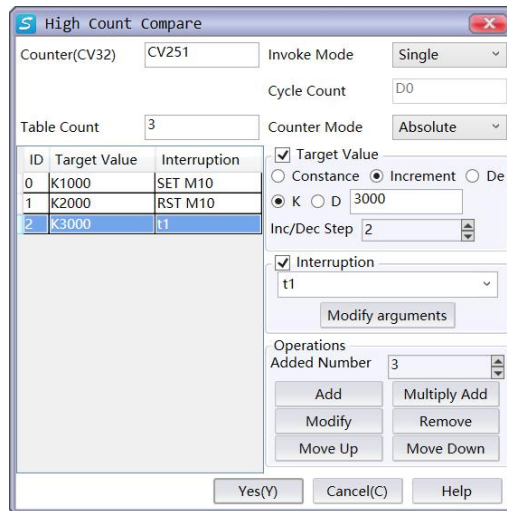 S High Count Compare
Counter(CV32) CV251 Invoke Mode Single
Cycle Count D0
Table Count 3 Counter Mode Absolute
ID Target Value Interruption
0 K1000 SET M10
1 K2000 RST M10
2 K3000 t1
Target Value
Constance Increment De
K D 3000
Inc/Dec Step 2
Interruption
t1
Modify arguments
Operations
Added Number 3
Add Multiply Add
Modify Remove
Move Up Move Down
Yes(Y) Cancel(C) Help